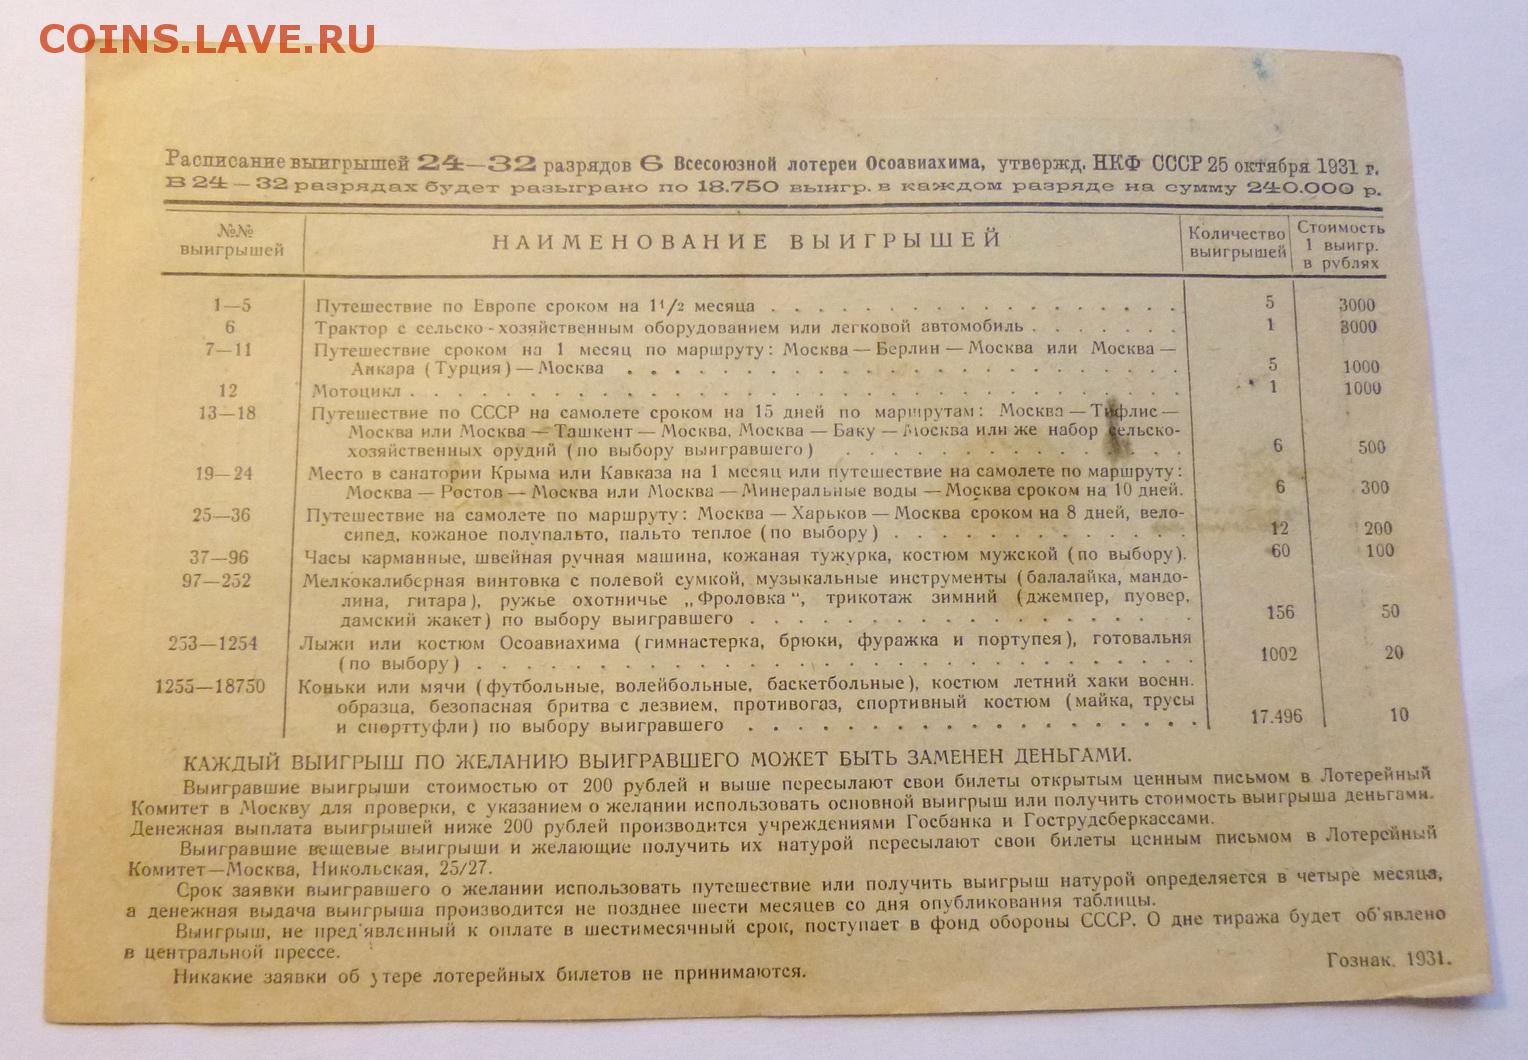 COINS.LAVE.RU
Расписание выигрышей 24—32 разрядов 6 Всесоюзной лотереи Осоавиахима, утвержд. НКФ СССР 25 октября 1931 г.
В 24—32 разрядах будет разыграно по 18.750 выигр. в каждом разряде на сумму 240.000 р.
№№ выигрышей
НАИМЕНОВАНИЕ ВЫИГРЫШЕЙ
Количество выигрышей
Стоимость 1 выигр. в рублях
1—5 Путешествие по Европе сроком на 1 1/2 месяца . . . 5 3000
6 Трактор с сельско-хозяйственным оборудованием или легковой автомобиль . . . 1 3000
7—11 Путешествие сроком на 1 месяц по маршруту: Москва—Берлин—Москва или Москва—
Анкара (Турция)—Москва . . . 5 1000
12 Мотоцикл . . . 1 1000
13—18 Путешествие по СССР на самолете сроком на 15 дней по маршрутам: Москва—Тифлис—
Москва или Москва—Ташкент—Москва, Москва—Баку—Москва или же набор сельско-
хозяйственных орудий (по выбору выигравшего) . . . 6 500
19—24 Место в санатории Крыма или Кавказа на 1 месяц или путешествие на самолете по маршруту:
Москва—Ростов—Москва или Москва—Минеральные воды—Москва сроком на 10 дней. 6 300
25—36 Путешествие на самолете по маршруту: Москва—Харьков—Москва сроком на 8 дней, вело-
сипед, кожаное полупальто, пальто теплое (по выбору) . . . 12 200
37—96 Часы карманные, швейная ручная машина, кожаная тужурка, костюм мужской (по выбору). 60 100
97—252 Мелкокалиберная винтовка с полевой сумкой, музыкальные инструменты (балалайка, мандо-
лина, гитара), ружье охотничье „Фроловка“, трикотаж зимний (джемпер, пуовер,
дамский жакет) по выбору выигравшего . . . 156 50
253—1254 Лыжи или костюм Осоавиахима (гимнастерка, брюки, фуражка и портупея), готовальня
(по выбору) . . . 1002 20
1255—18750 Коньки или мячи (футбольные, волейбольные, баскетбольные), костюм летний хаки военн.
образца, безопасная бритва с лезвием, противогаз, спортивный костюм (майка, трусы
и спорттуфли) по выбору выигравшего . . . 17.496 10
КАЖДЫЙ ВЫИГРЫШ ПО ЖЕЛАНИЮ ВЫИГРАВШЕГО МОЖЕТ БЫТЬ ЗАМЕНЕН ДЕНЬГАМИ.
Выигравшие выигрыши стоимостью от 200 рублей и выше пересылают свои билеты открытым ценным письмом в Лотерейный
Комитет в Москву для проверки, с указанием о желании использовать основной выигрыш или получить стоимость выигрыша деньгами.
Денежная выплата выигрышей ниже 200 рублей производится учреждениями Госбанка и Гострудсберкассами.
Выигравшие вещевые выигрыши и желающие получить их натурой пересылают свои билеты ценным письмом в Лотерейный
Комитет—Москва, Никольская, 25/27.
Срок заявки выигравшего о желании использовать путешествие или получить выигрыш натурой определяется в четыре месяца,
а денежная выдача выигрыша производится не позднее шести месяцев со дня опубликования таблицы.
Выигрыш, не пред'явленный к оплате в шестимесячный срок, поступает в фонд обороны СССР. О дне тиража будет об'явлено
в центральной прессе.
Никакие заявки об утере лотерейных билетов не принимаются.
Гознак. 1931.